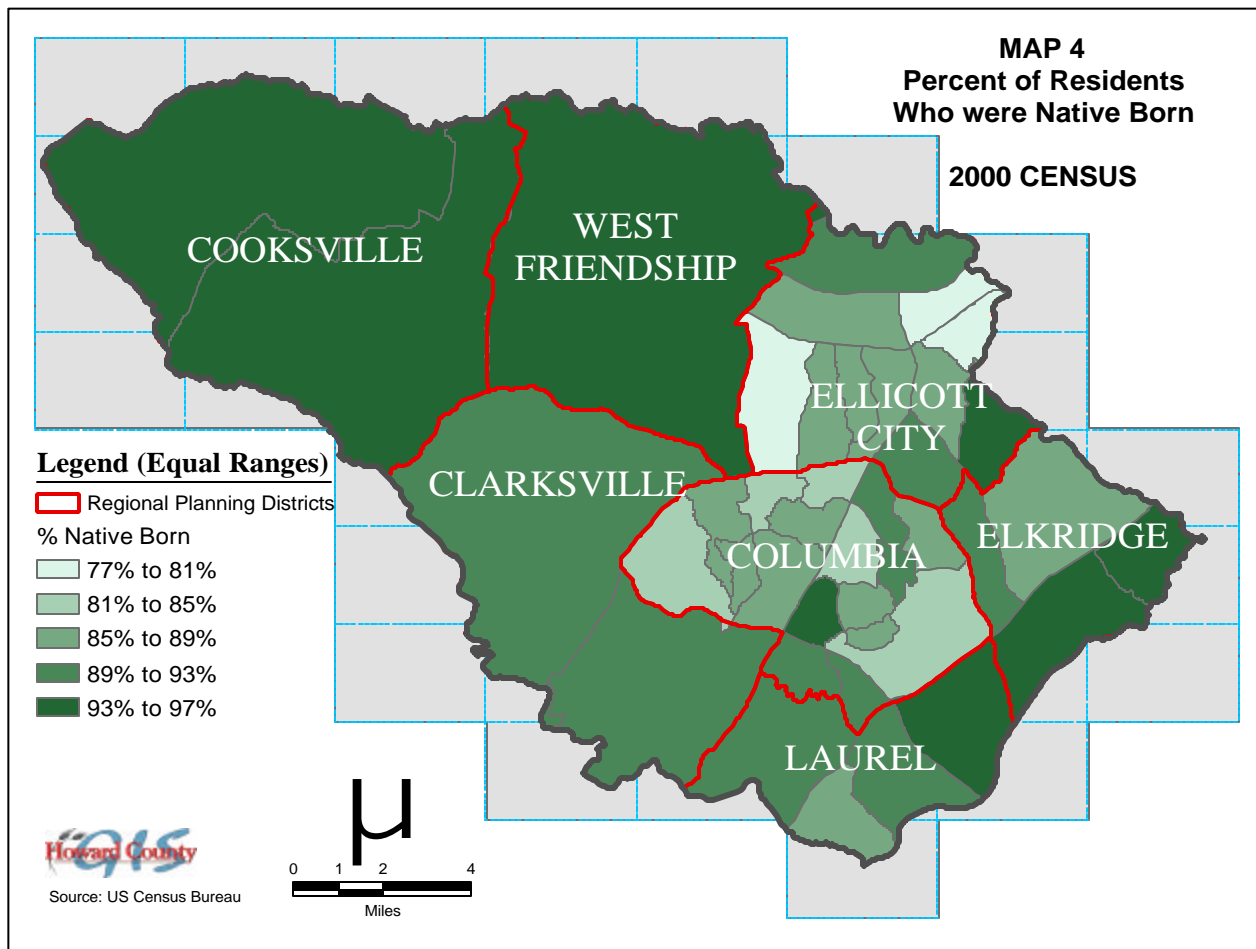 MAP 4
Percent of Residents
Who were Native Born
2000 CENSUS
COOKSVILLE
WEST
FRIENDSHIP
ELLICOTT
CITY
CLARKSVILLE
COLUMBIA
ELKRIDGE
LAUREL
Legend (Equal Ranges)
Regional Planning Districts
% Native Born
77% to 81%
81% to 85%
85% to 89%
89% to 93%
93% to 97%
µ
GIS
Howard County
Source: US Census Bureau
0 1 2 4
Miles